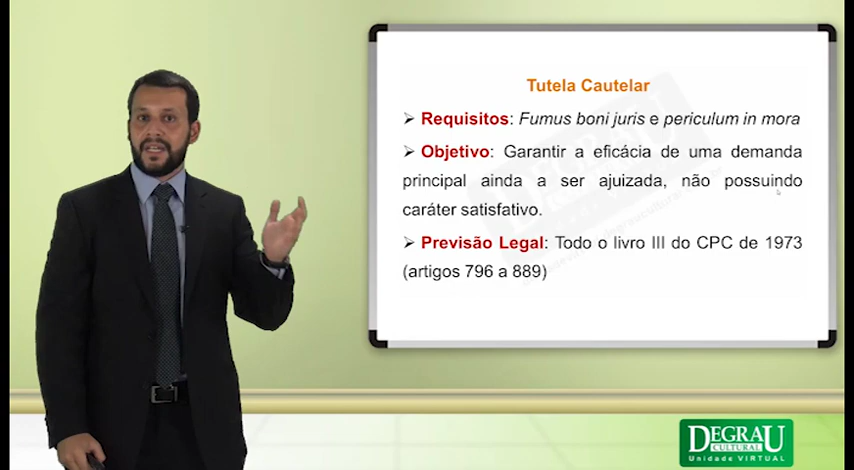 Tutela Cautelar
➢ Requisitos: Fumus boni juris e periculum in mora
➢ Objetivo: Garantir a eficácia de uma demanda
principal ainda a ser ajuizada, não possuindo
caráter satisfativo.
➢ Previsão Legal: Todo o livro III do CPC de 1973
(artigos 796 a 889)
DEGRAU
CULTURAL
Unidade VIRTUAL